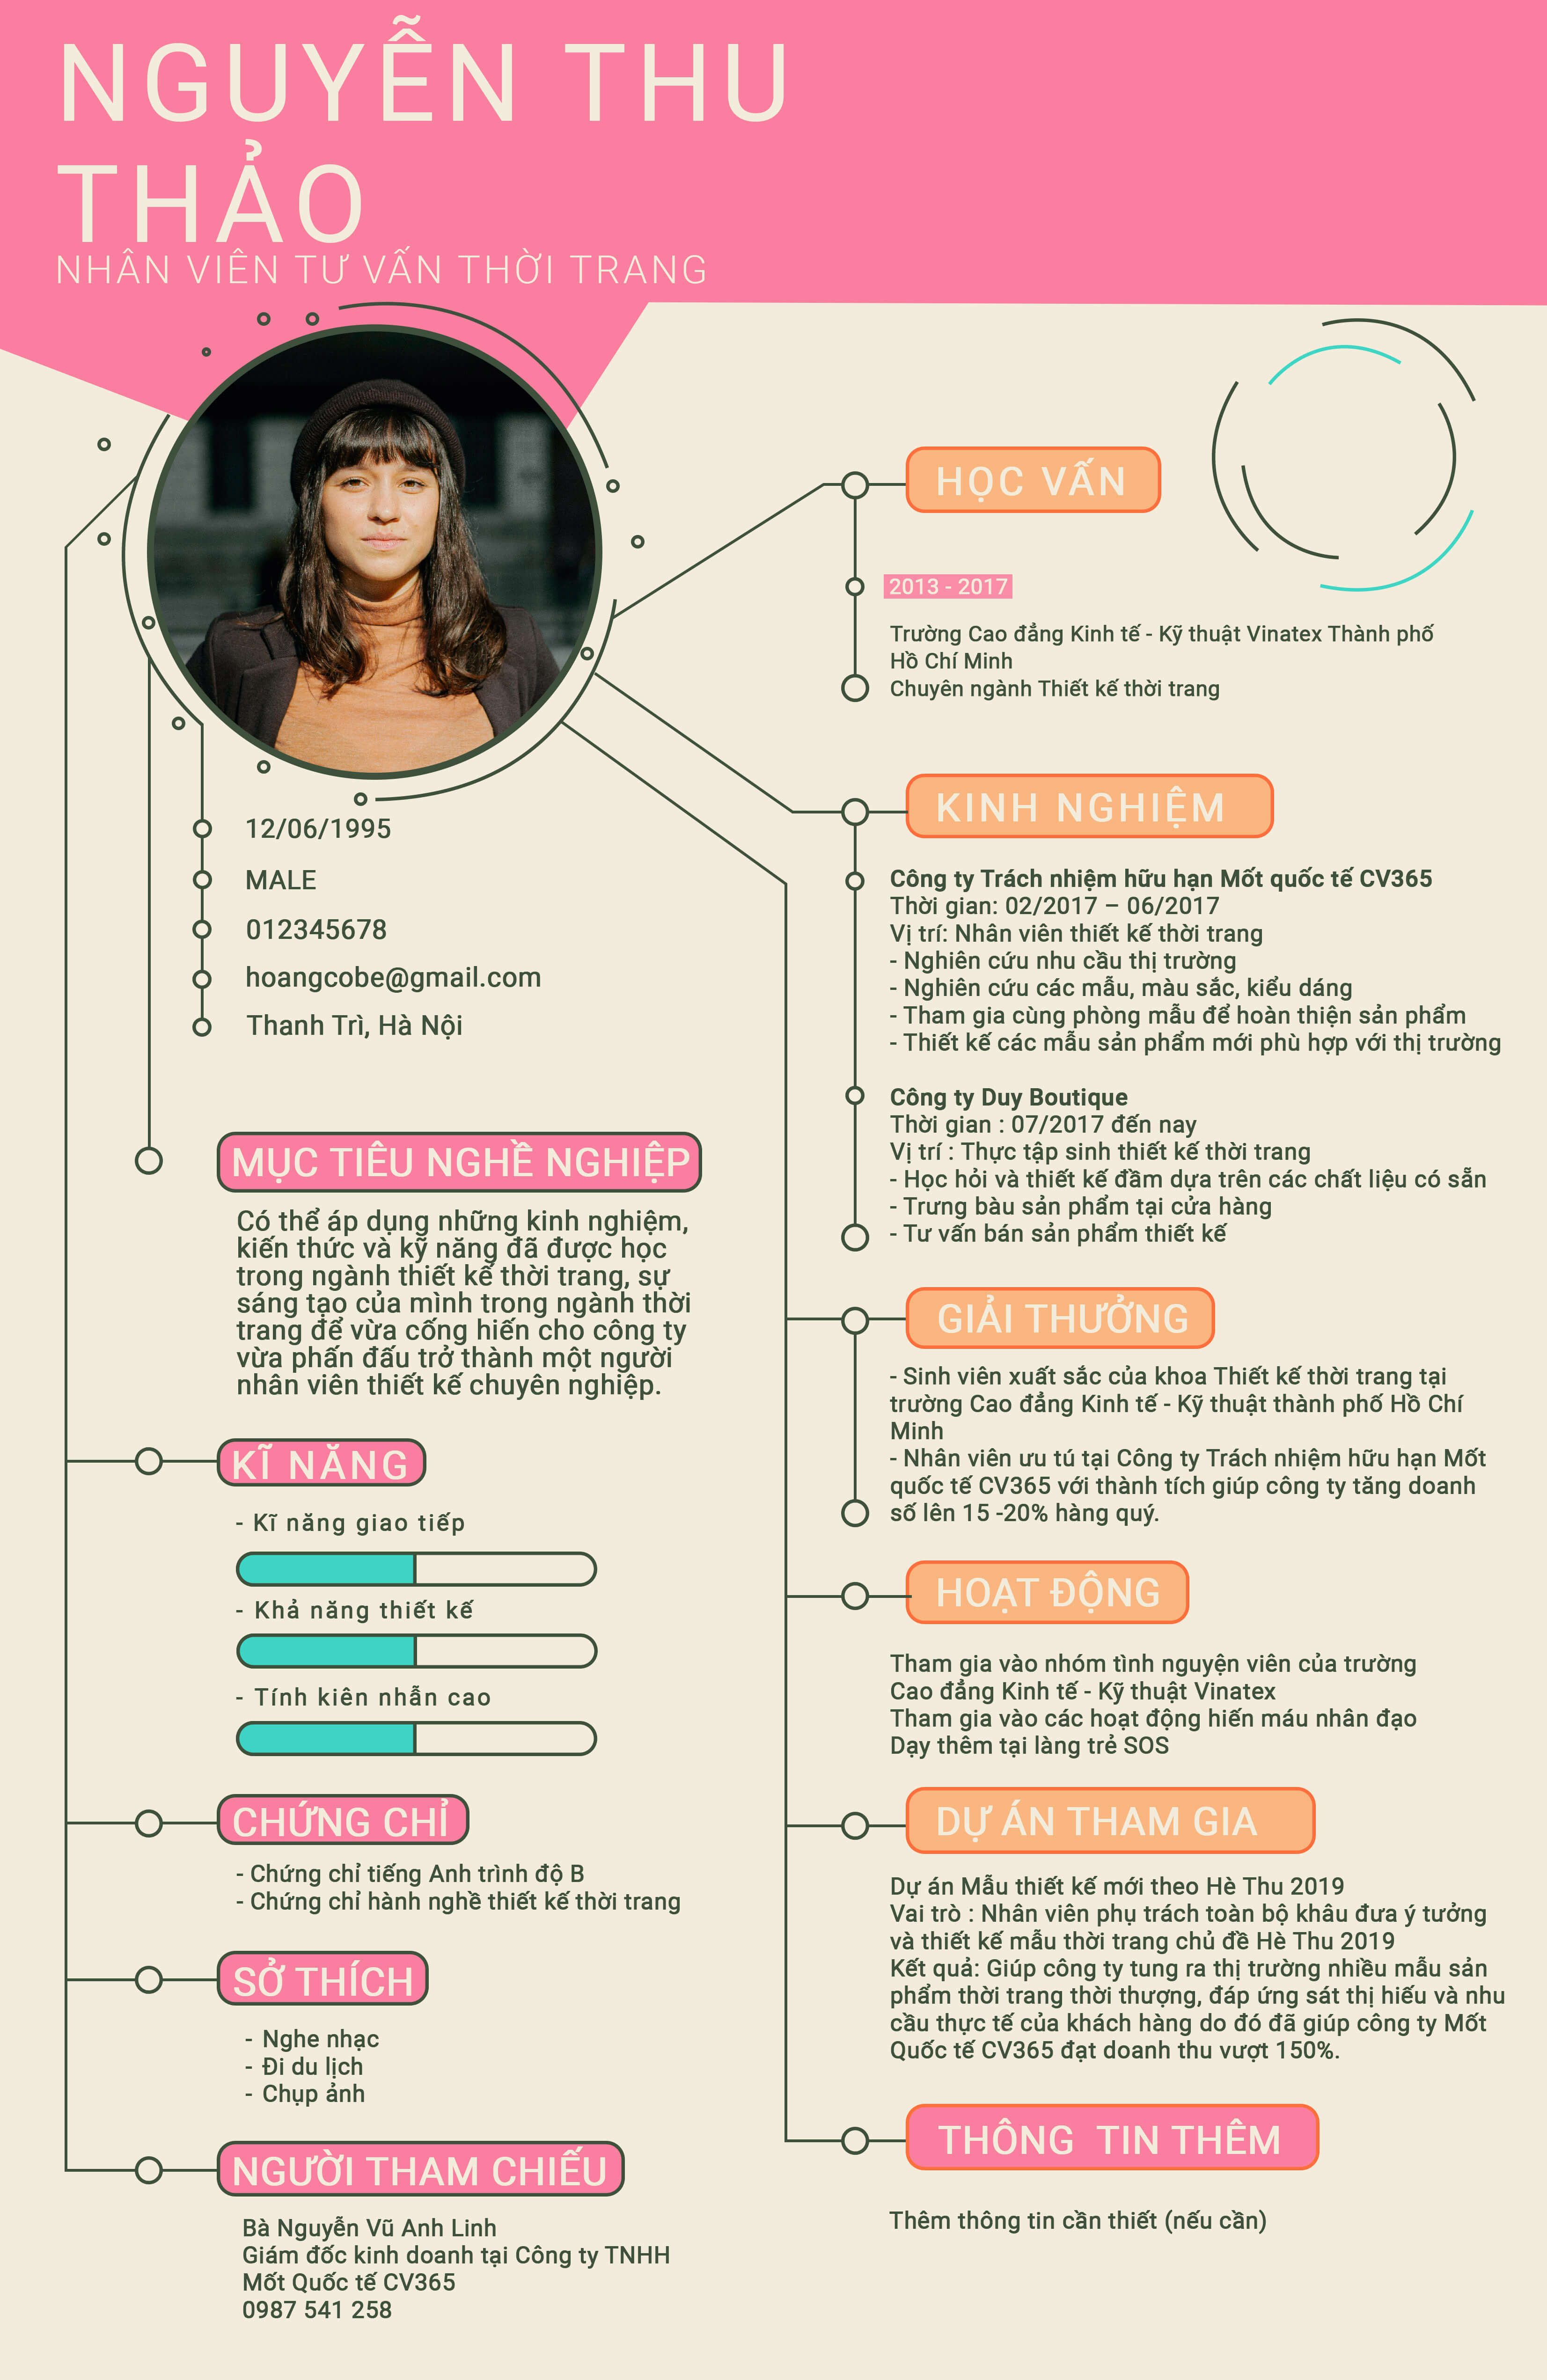 NGUYỄN THU
THẢO
NHÂN VIÊN TƯ VẤN THỜI TRANG
12/06/1995
MALE
012345678
hoangcobe@gmail.com
Thanh Trì, Hà Nội
MỤC TIÊU NGHỀ NGHIỆP
Có thể áp dụng những kinh nghiệm,
kiến thức và kỹ năng đã được học
trong ngành thiết kế thời trang, sự
sáng tạo của mình trong ngành thời
trang để vừa cống hiến cho công ty
vừa phấn đấu trở thành một người
nhân viên thiết kế chuyên nghiệp.
KĨ NĂNG
- Kĩ năng giao tiếp
- Khả năng thiết kế
- Tính kiên nhẫn cao
CHỨNG CHỈ
- Chứng chỉ tiếng Anh trình độ B
- Chứng chỉ hành nghề thiết kế thời trang
SỞ THÍCH
- Nghe nhạc
- Đi du lịch
- Chụp ảnh
NGƯỜI THAM CHIẾU
Bà Nguyễn Vũ Anh Linh
Giám đốc kinh doanh tại Công ty TNHH
Mốt Quốc tế CV365
0987 541 258
HỌC VẤN
2013 - 2017
Trường Cao đẳng Kinh tế - Kỹ thuật Vinatex Thành phố
Hồ Chí Minh
Chuyên ngành Thiết kế thời trang
KINH NGHIỆM
Công ty Trách nhiệm hữu hạn Mốt quốc tế CV365
Thời gian: 02/2017 – 06/2017
Vị trí: Nhân viên thiết kế thời trang
- Nghiên cứu nhu cầu thị trường
- Nghiên cứu các mẫu, màu sắc, kiểu dáng
- Tham gia cùng phòng mẫu để hoàn thiện sản phẩm
- Thiết kế các mẫu sản phẩm mới phù hợp với thị trường
Công ty Duy Boutique
Thời gian : 07/2017 đến nay
Vị trí : Thực tập sinh thiết kế thời trang
- Học hỏi và thiết kế đầm dựa trên các chất liệu có sẵn
- Trưng bàu sản phẩm tại cửa hàng
- Tư vấn bán sản phẩm thiết kế
GIẢI THƯỞNG
- Sinh viên xuất sắc của khoa Thiết kế thời trang tại
trường Cao đẳng Kinh tế - Kỹ thuật thành phố Hồ Chí
Minh
- Nhân viên ưu tú tại Công ty Trách nhiệm hữu hạn Mốt
quốc tế CV365 với thành tích giúp công ty tăng doanh
số lên 15 -20% hàng quý.
HOẠT ĐỘNG
Tham gia vào nhóm tình nguyện viên của trường
Cao đẳng Kinh tế - Kỹ thuật Vinatex
Tham gia vào các hoạt động hiến máu nhân đạo
Dạy thêm tại làng trẻ SOS
DỰ ÁN THAM GIA
Dự án Mẫu thiết kế mới theo Hè Thu 2019
Vai trò : Nhân viên phụ trách toàn bộ khâu đưa ý tưởng
và thiết kế mẫu thời trang chủ đề Hè Thu 2019
Kết quả: Giúp công ty tung ra thị trường nhiều mẫu sản
phẩm thời trang thời thượng, đáp ứng sát thị hiếu và nhu
cầu thực tế của khách hàng do đó đã giúp công ty Mốt
Quốc tế CV365 đạt doanh thu vượt 150%.
THÔNG TIN THÊM
Thêm thông tin cần thiết (nếu cần)